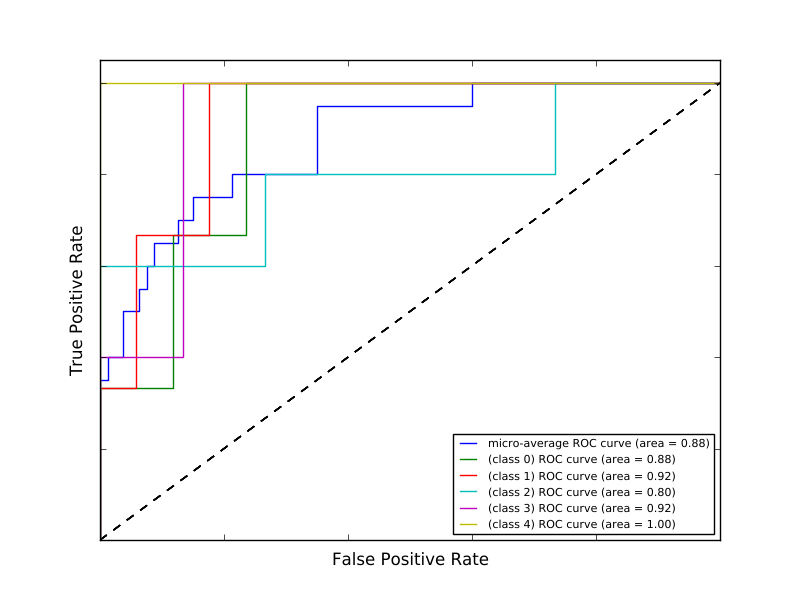 True Positive Rate
micro-average ROC curve (area = 0.88)
(class 0) ROC curve (area = 0.88)
(class 1) ROC curve (area = 0.92)
(class 2) ROC curve (area = 0.80)
(class 3) ROC curve (area = 0.92)
(class 4) ROC curve (area = 1.00)
False Positive Rate